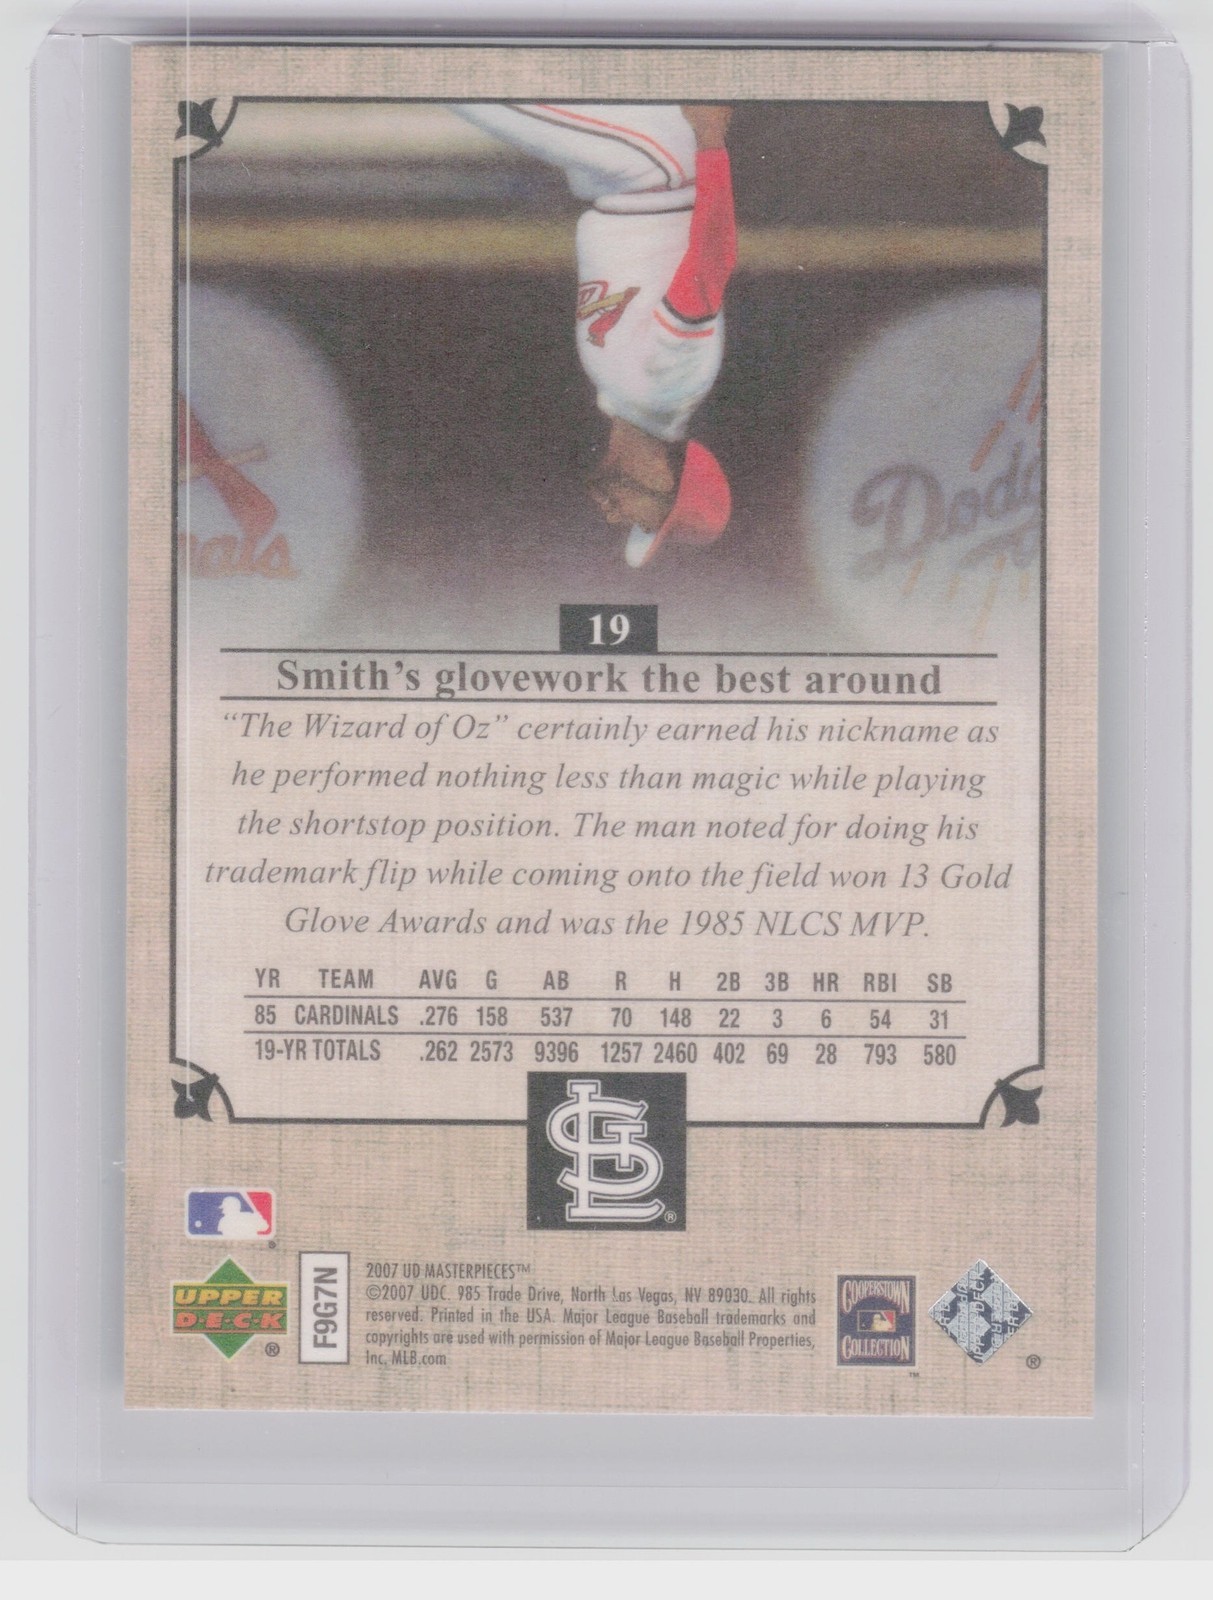 19
Smith's glovework the best around
"The Wizard of Oz" certainly earned his nickname as
he performed nothing less than magic while playing
the shortstop position. The man noted for doing his
trademark flip while coming onto the field won 13 Gold
Glove Awards and was the 1985 NLCS MVP.
YR TEAM AVG G AB R H 2B 3B HR RBI SB
85 CARDINALS .276 158 537 70 148 22 3 6 54 31
19-YR TOTALS .262 2573 9396 1257 2460 402 69 28 793 580
STL ®
UPPER
D·E·C·K ®
F9G7N
2007 UD MASTERPIECES™
©2007 UDC. 985 Trade Drive, North Las Vegas, NV 89030. All rights
reserved. Printed in the USA. Major League Baseball trademarks and
copyrights are used with permission of Major League Baseball Properties,
Inc. MLB.com
COOPERSTOWN
COLLECTION
™
®